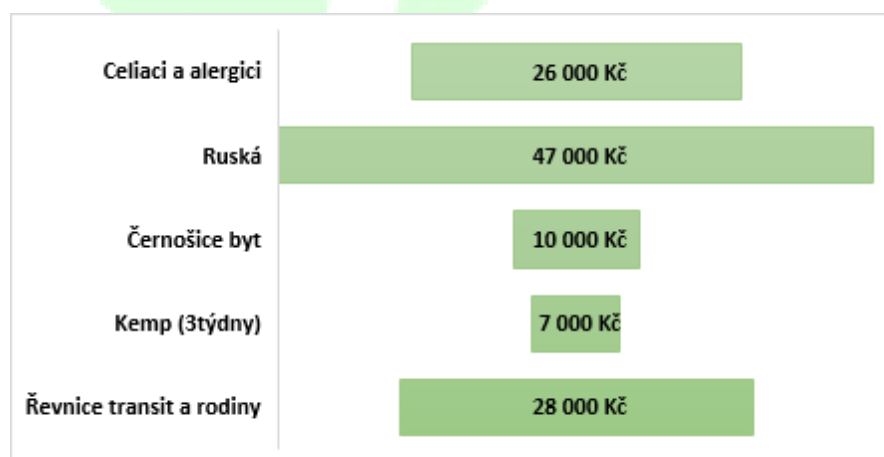 Celiaci a alergici 26 000 Kč
Ruská 47 000 Kč
Černošice byt 10 000 Kč
Kemp (3týdny) 7 000 Kč
Řevnice transit a rodiny 28 000 Kč